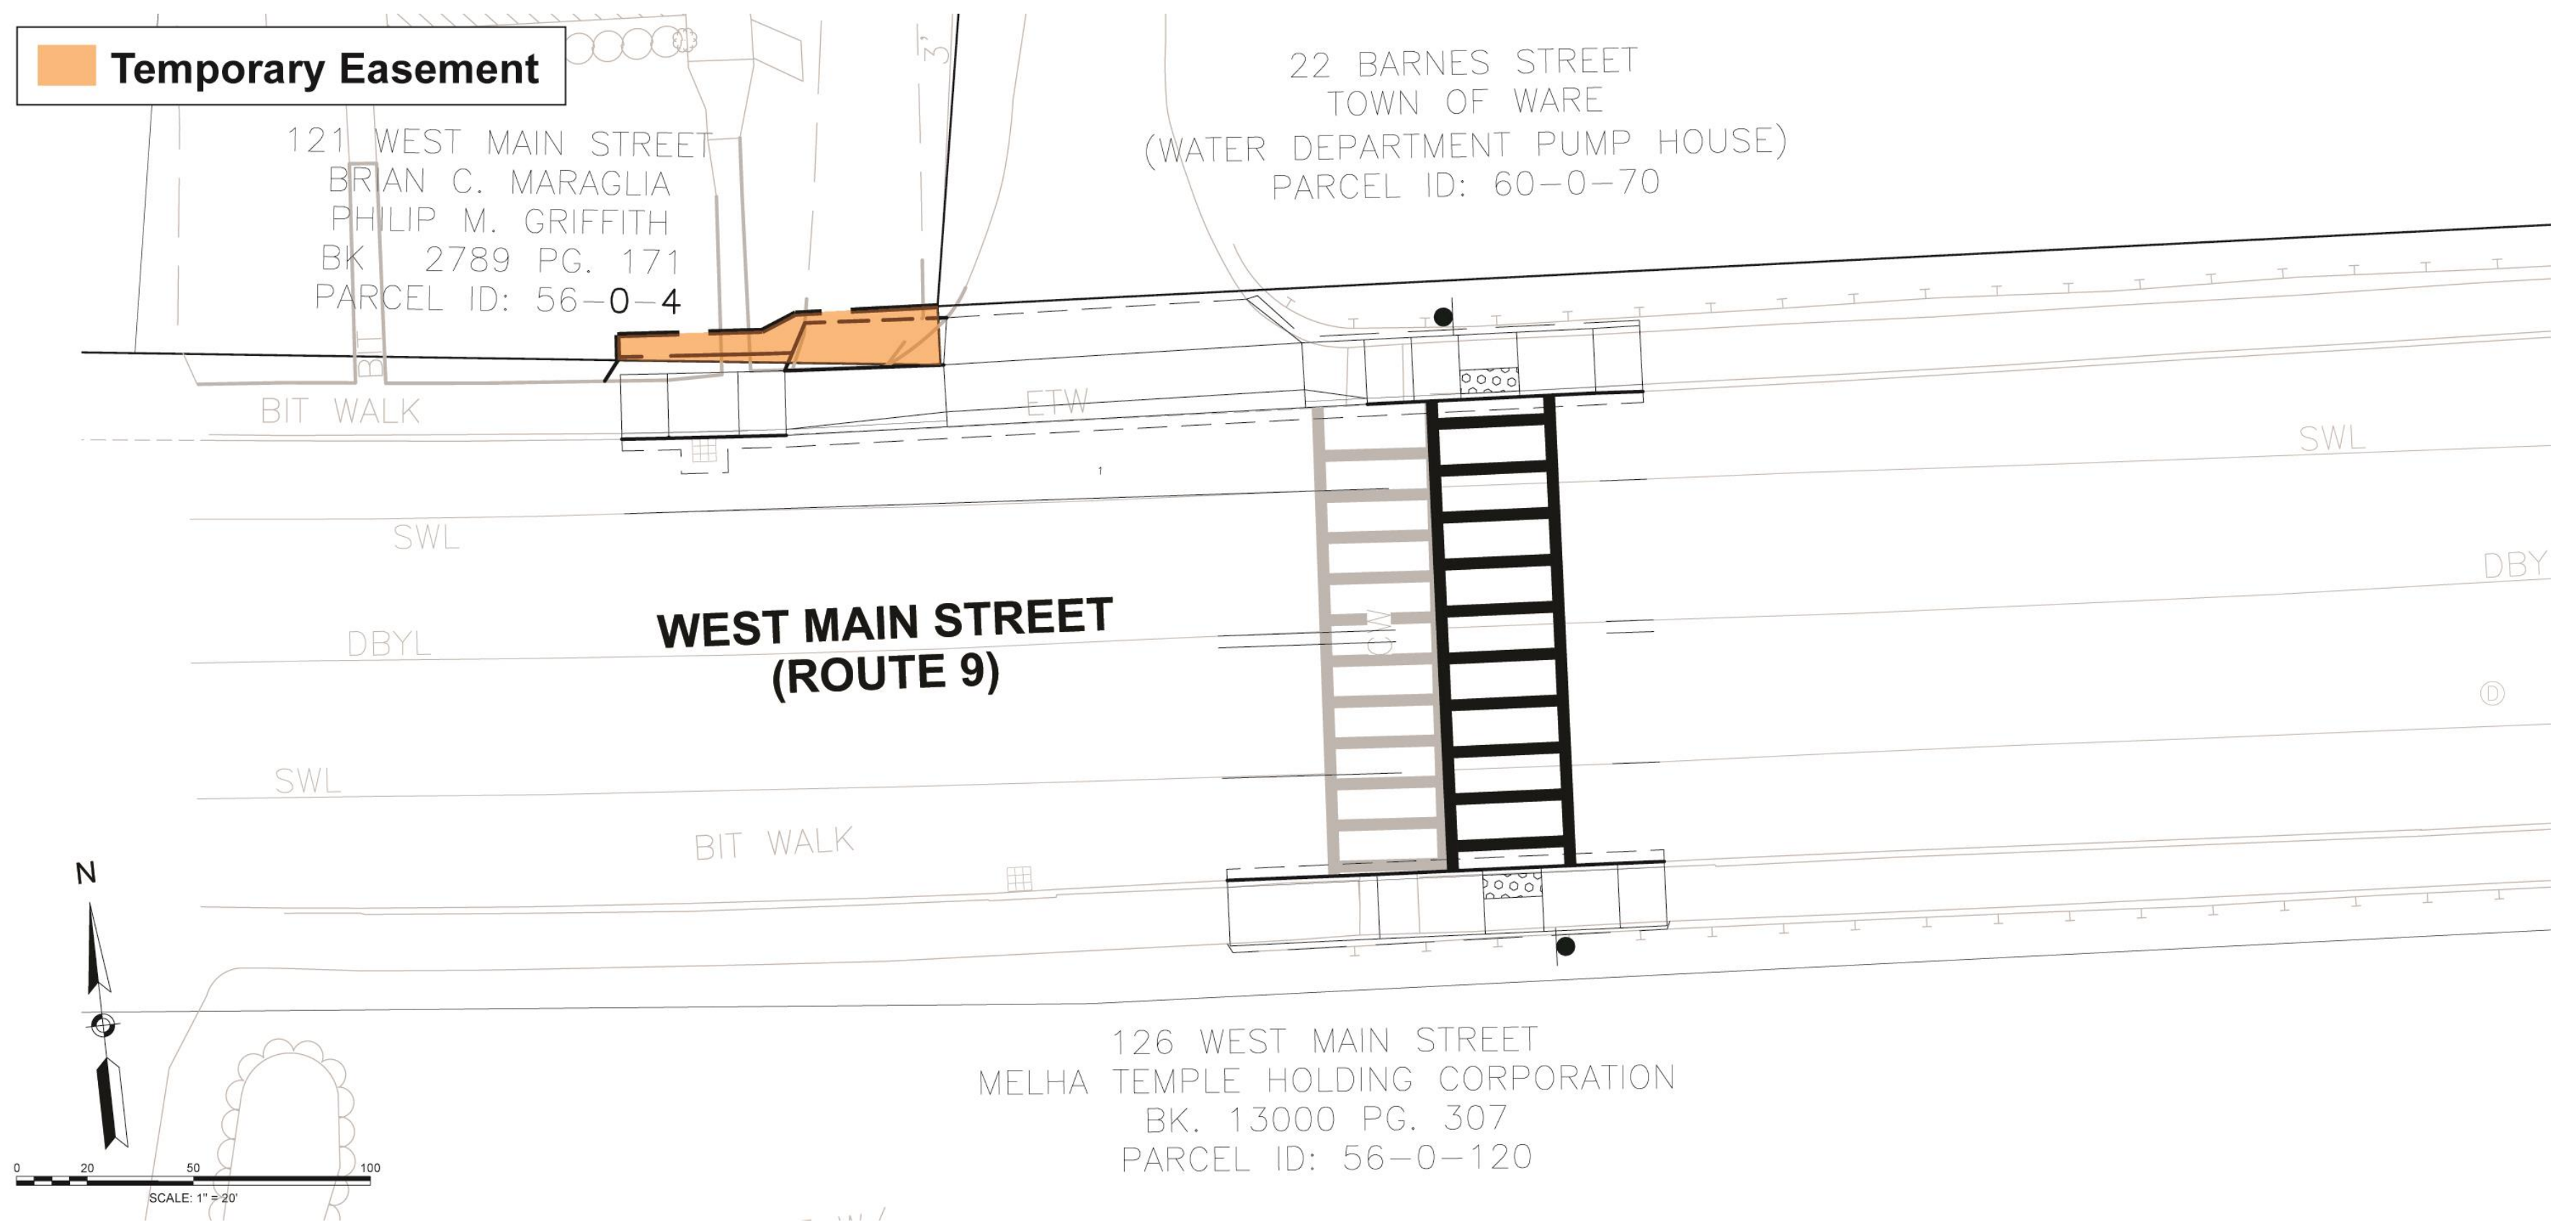 Temporary Easement
3'
121 WEST MAIN STREET
BRIAN C. MARAGLIA
PHILIP M. GRIFFITH
BK 2789 PG. 171
PARCEL ID: 56-0-4
22 BARNES STREET
TOWN OF WARE
(WATER DEPARTMENT PUMP HOUSE)
PARCEL ID: 60-0-70
BIT
BIT WALK
ETW
SWL
1
SWL
DBY
WEST MAIN STREET
(ROUTE 9)
CW
DBYL
D
SWL
BIT WALK
N
126 WEST MAIN STREET
MELHA TEMPLE HOLDING CORPORATION
BK. 13000 PG. 307
PARCEL ID: 56-0-120
0 20 50 100
SCALE: 1" = 20'